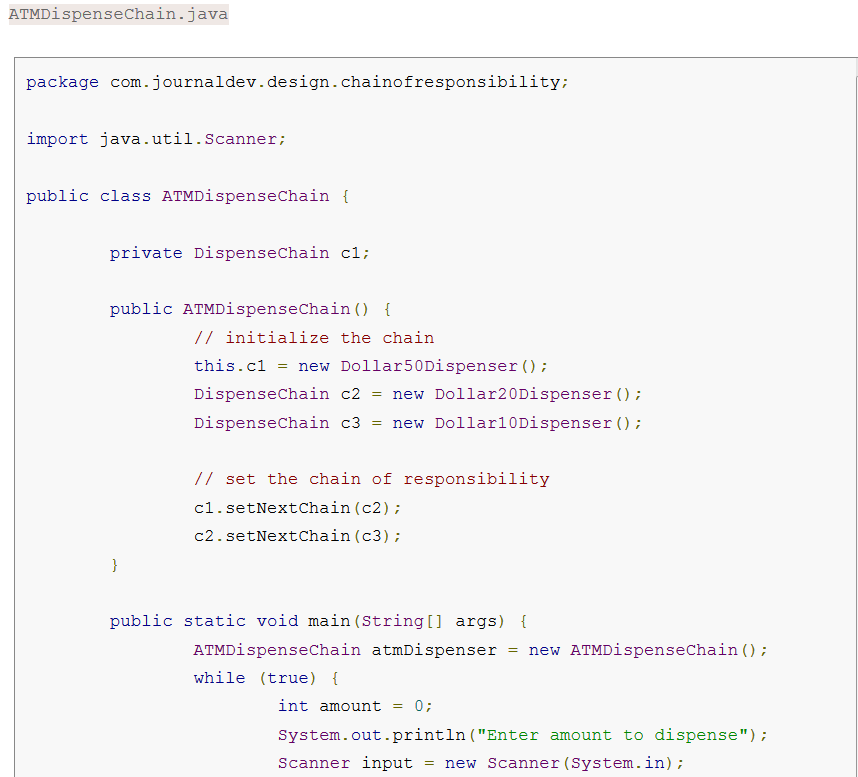 ATMDispenseChain.java
package com.journaldev.design.chainofresponsibility;
import java.util.Scanner;
public class ATMDispenseChain {
private DispenseChain c1;
public ATMDispenseChain() {
// initialize the chain
this.c1 = new Dollar50Dispenser();
DispenseChain c2 = new Dollar20Dispenser();
DispenseChain c3 = new Dollar10Dispenser();
// set the chain of responsibility
c1.setNextChain(c2);
c2.setNextChain(c3);
}
public static void main(String[] args) {
ATMDispenseChain atmDispenser = new ATMDispenseChain();
while (true) {
int amount = 0;
System.out.println("Enter amount to dispense");
Scanner input = new Scanner(System.in);